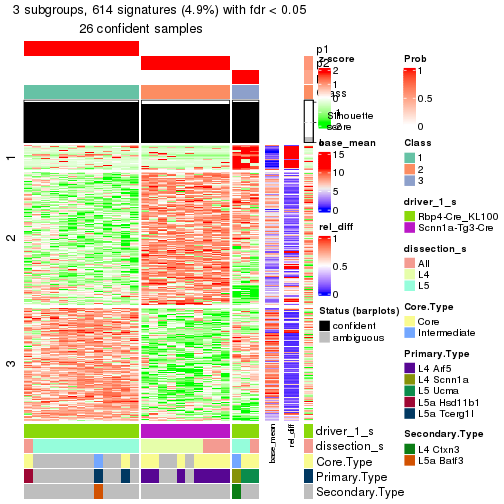 3 subgroups, 614 signatures (4.9%) with fdr < 0.05
26 confident samples
p1
z-score
2
1
0
Silhouette
score
base_mean
15
10
5
0
rel_diff
1
0.5
0
Status (barplots)
confident
ambiguous
Prob
1
0.5
0
Class
1
2
3
driver_1_s
Rbp4-Cre_KL100
Scnn1a-Tg3-Cre
dissection_s
All
L4
L5
Core.Type
Core
Intermediate
Primary.Type
L4 Arf5
L4 Scnn1a
L5 Ucma
L5a Hsd11b1
L5a Tcerg1l
Secondary.Type
L4 Ctxn3
L5a Batf3
1
2
3
base_mean
rel_diff
driver_1_s
dissection_s
Core.Type
Primary.Type
Secondary.Type